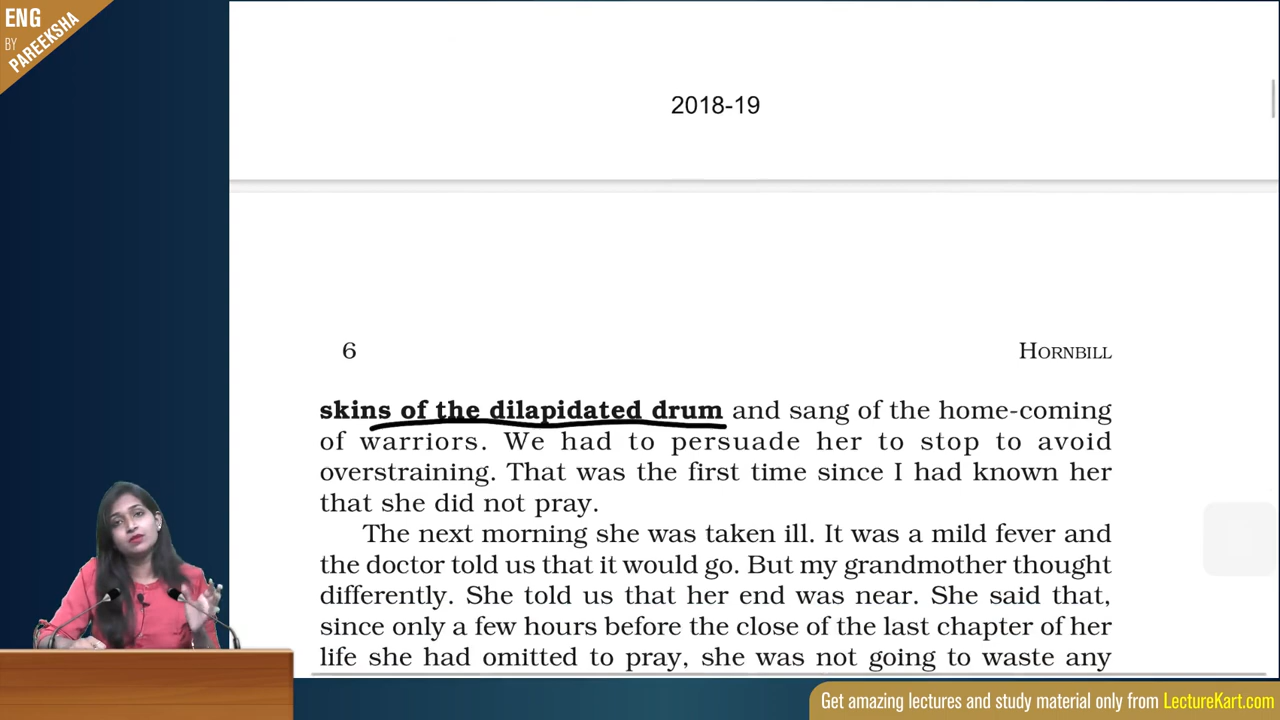 ENG
BY
PAREEKSHA
2018-19
6 HORNBILL
skins of the dilapidated drum and sang of the home-coming
of warriors. We had to persuade her to stop to avoid
overstraining. That was the first time since I had known her
that she did not pray.
The next morning she was taken ill. It was a mild fever and
the doctor told us that it would go. But my grandmother thought
differently. She told us that her end was near. She said that,
since only a few hours before the close of the last chapter of her
life she had omitted to pray, she was not going to waste any
Get amazing lectures and study material only from LectureKart.com